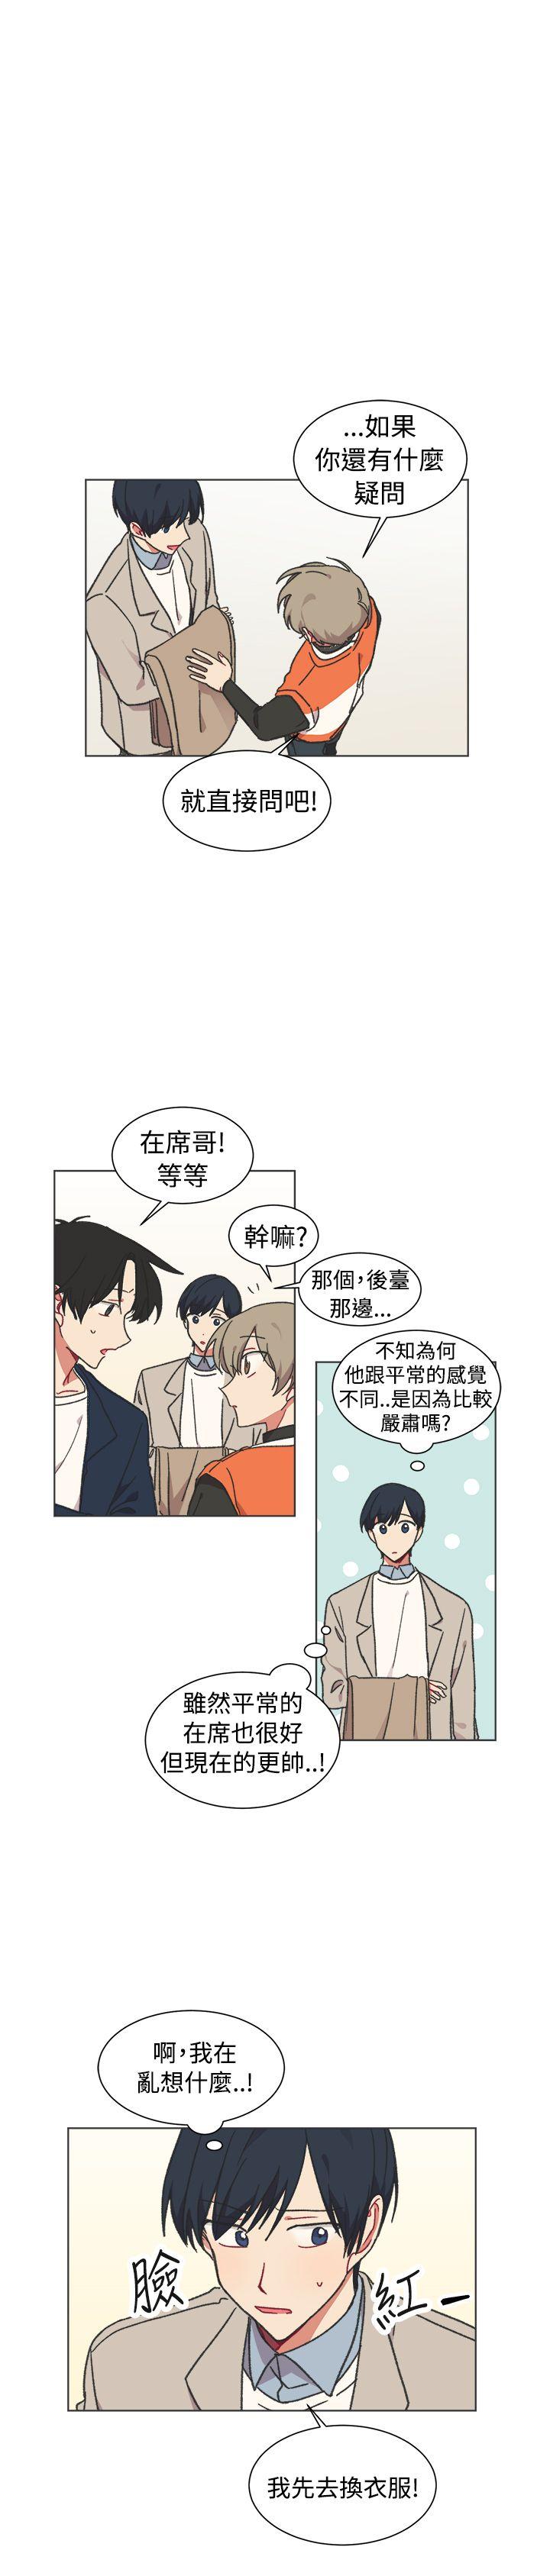 ...如果
你還有什麼
疑問
就直接問吧!
在席哥!
等等
幹嘛?
那個,後臺
那邊...
不知為何
他跟平常的感覺
不同..是因為比較
嚴肅嗎?
雖然平常的
在席也很好
但現在的更帥..!
啊,我在
亂想什麼..!
臉
紅—
我先去換衣服!